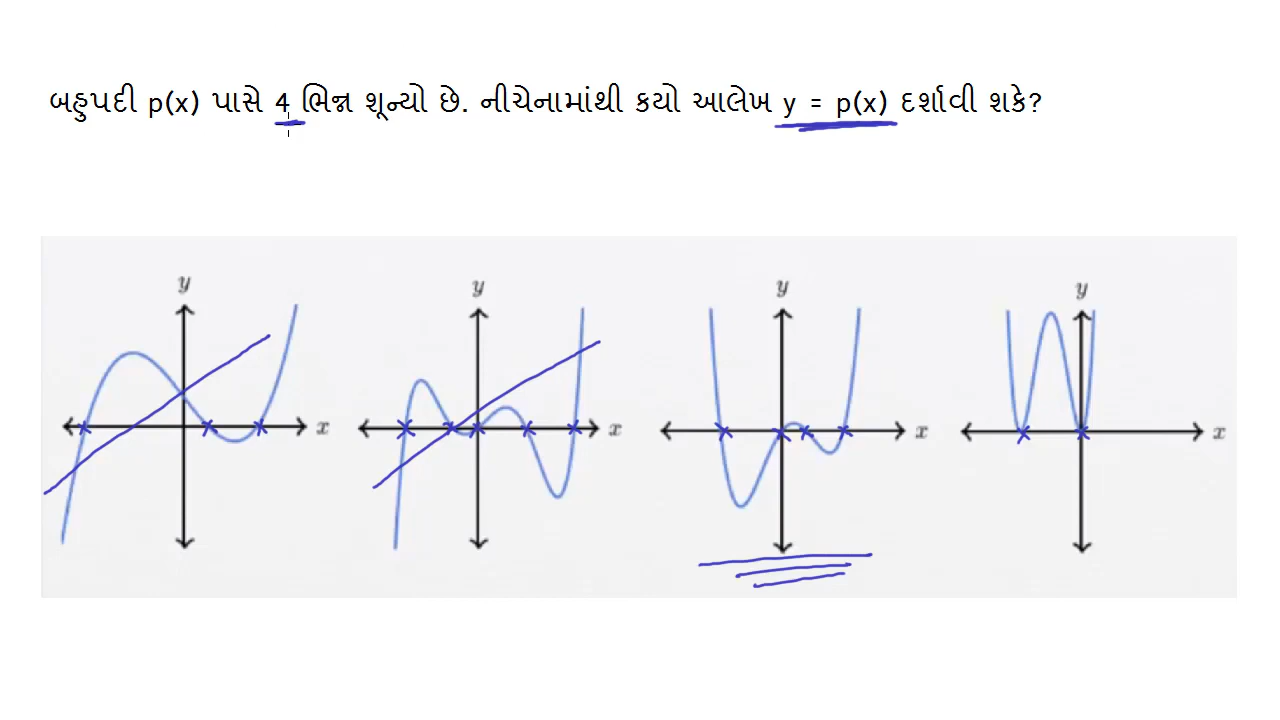 બહુપદી p(x) પાસે 4 ભિન્ન શૂન્યો છે. નીચેનામાંથી કયો આલેખ y = p(x) દર્શાવી શકે?
y y y y
x x x x